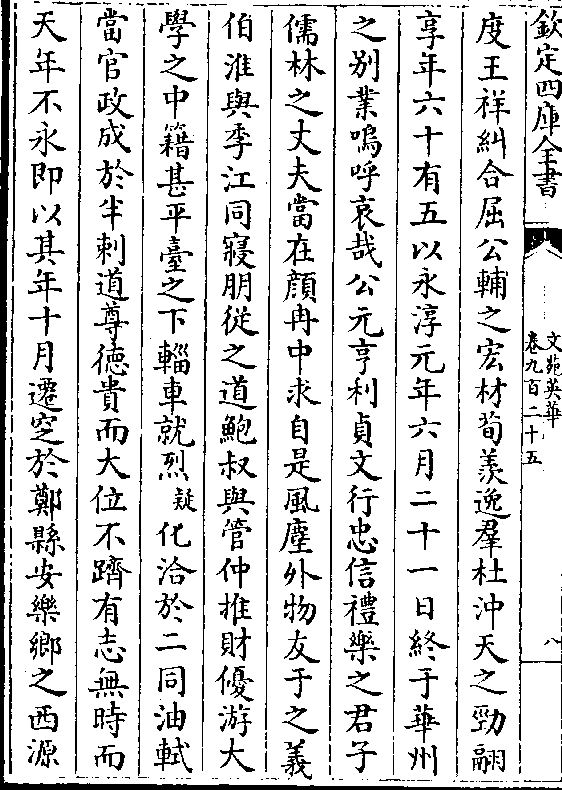 欽定四庫全書
文苑英華
卷九百二十五
八
度王祥糾合屈公輔之宏材荀羨逸羣杜沖天之勁翮
享年六十有五以永淳元年六月二十一日終于華州
之别業嗚呼哀哉公元亨利貞文行忠信禮樂之君子
儒林之丈夫當在顔冉中求自是風塵外物友于之義
伯淮與季江同寢朋從之道鮑叔與管仲推財優游大
學之中籍甚平臺之下輜車就烈疑化洽於二同油軾
當官政成於半刺道尊德貴而大位不躋有志無時而
天年不永即以其年十月遷窆於鄭縣安樂鄉之西源